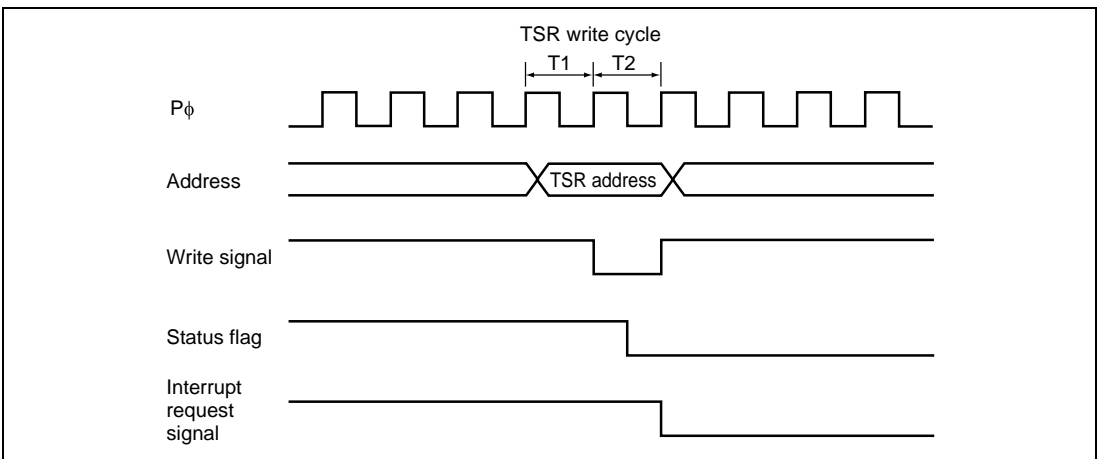 TSR write cycle
T1 T2
Pϕ
Address
TSR address
Write signal
Status flag
Interrupt
request
signal